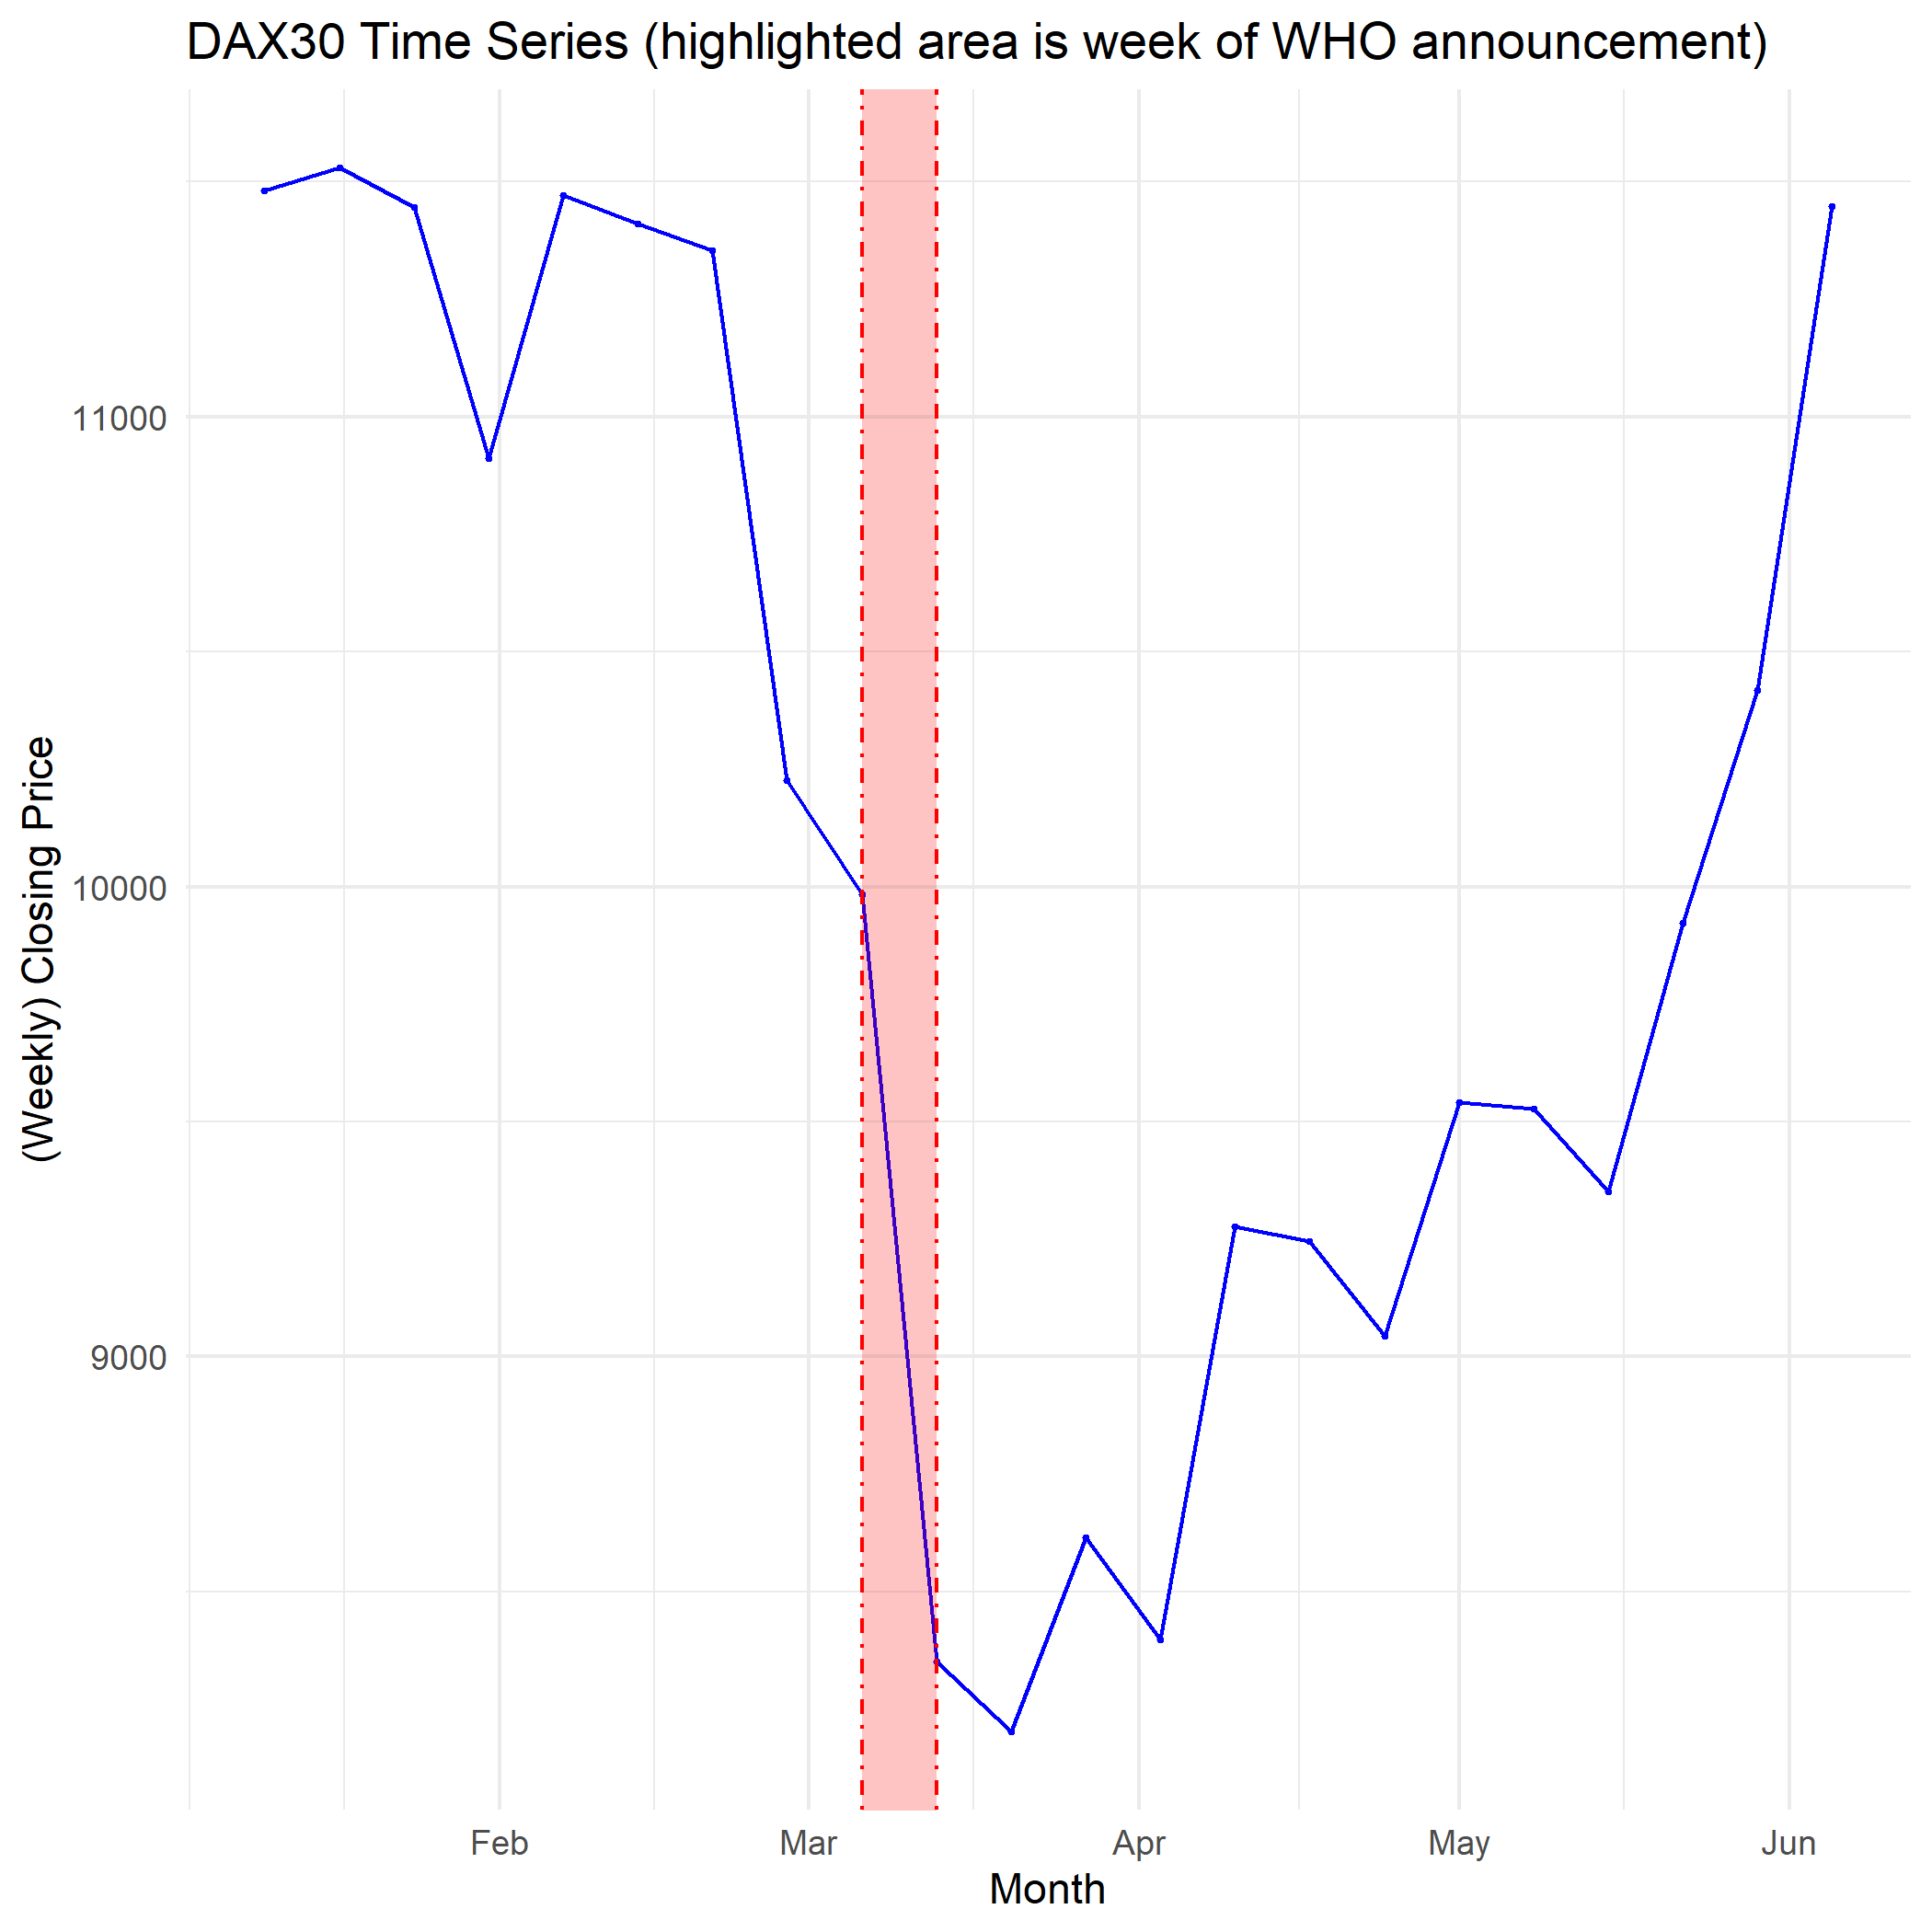 DAX30 Time Series (highlighted area is week of WHO announcement)
(Weekly) Closing Price
11000
10000
9000
Feb
Mar
Apr
May
Jun
Month